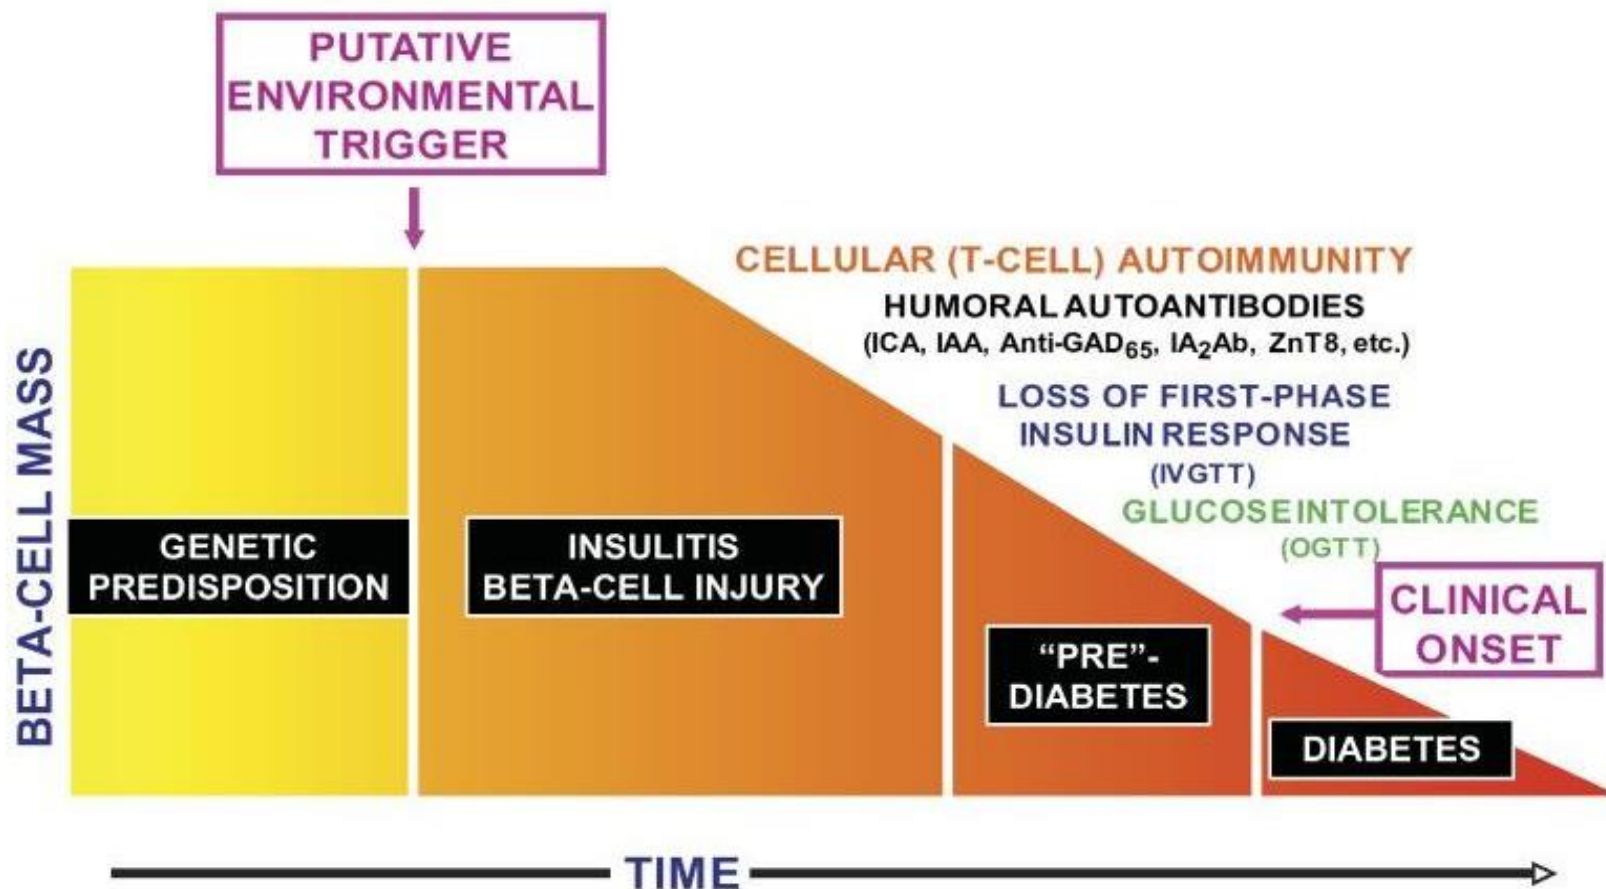 PUTATIVE
ENVIRONMENTAL
TRIGGER
CELLULAR (T-CELL) AUTOIMMUNITY
HUMORAL AUTOANTIBODIES
(ICA, IAA, Anti-GAD₆₅, IA₂Ab, ZnT8, etc.)
LOSS OF FIRST-PHASE
INSULIN RESPONSE
(IVGTT)
GLUCOSE INTOLERANCE
(OGTT)
CLINICAL
ONSET
BETA-CELL MASS
GENETIC
PREDISPOSITION
INSULITIS
BETA-CELL INJURY
“PRE”-
DIABETES
DIABETES
TIME